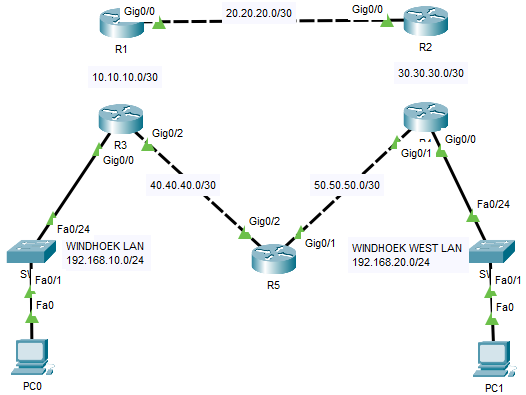 20.20.20.0/30
Gig0/0
Gig0/0
R1
R2
10.10.10.0/30
30.30.30.0/30
R3
Gig0/2
Gig0/0
Gig0/0
Gig0/1
40.40.40.0/30
50.50.50.0/30
Fa0/24
Fa0/24
Gig0/2
Gig0/1
WINDHOEK LAN
192.168.10.0/24
WINDHOEK WEST LAN
192.168.20.0/24
R5
Fa0/1
Fa0/1
Fa0
Fa0
PC0
PC1